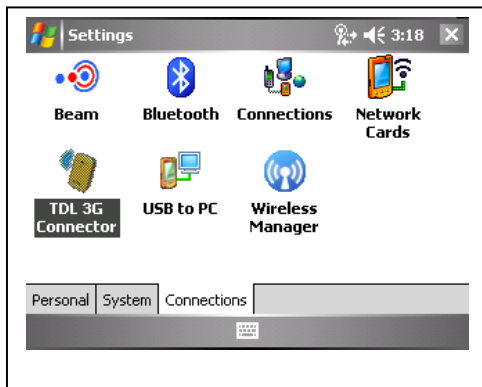 Settings 3:18
Beam Bluetooth Connections Network Cards
TDL 3G Connector USB to PC Wireless Manager
Personal System Connections